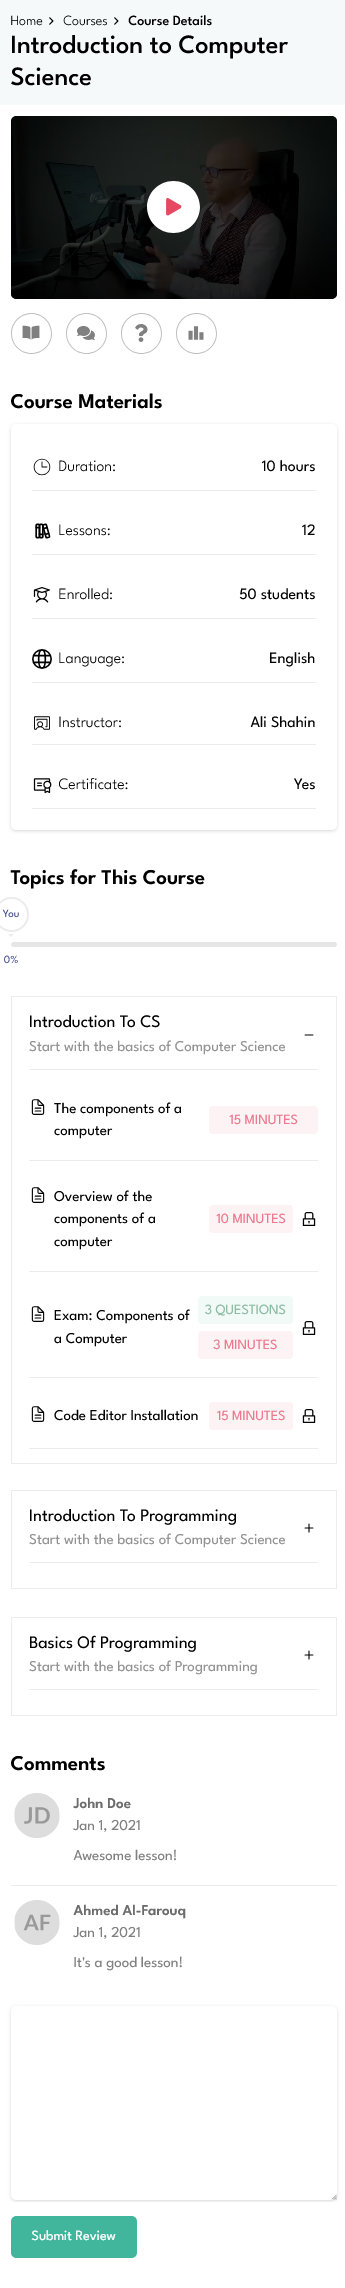 Home > Courses > Course Details
Introduction to Computer
Science
Course Materials
Duration: 10 hours
Lessons: 12
Enrolled: 50 students
Language: English
Instructor: Ali Shahin
Certificate: Yes
Topics for This Course
You
0%
Introduction To CS
Start with the basics of Computer Science
The components of a
computer
15 MINUTES
Overview of the
components of a
computer
10 MINUTES
Exam: Components of
a Computer
3 QUESTIONS
3 MINUTES
Code Editor Installation 15 MINUTES
Introduction To Programming
Start with the basics of Computer Science
Basics Of Programming
Start with the basics of Programming
Comments
JD
John Doe
Jan 1, 2021
Awesome lesson!
AF
Ahmed Al-Farouq
Jan 1, 2021
It's a good lesson!
Submit Review